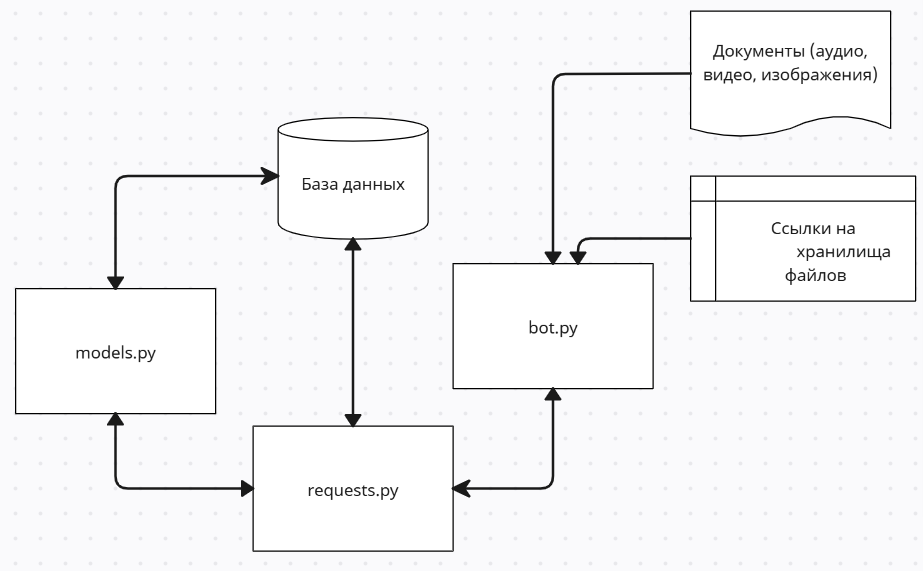 Документы (аудио,
видео, изображения)
База данных
Ссылки на
хранилища
файлов
bot.py
models.py
requests.py